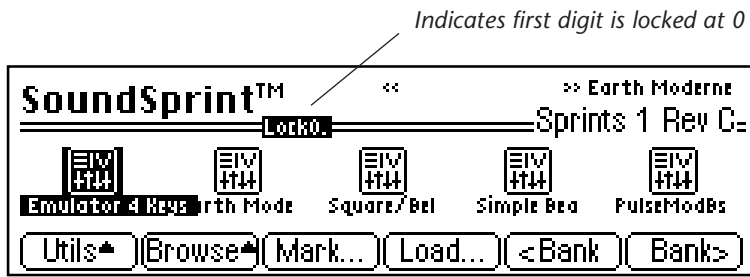 Indicates first digit is locked at 0
SoundSprint™ << >> Earth Moderne
Lock0.
Sprints 1 Rev C
Emulator 4 Keys rth Mode Square/Bel Simple Bea PulseModBs
Utils Browse Mark... Load... <Bank Bank>